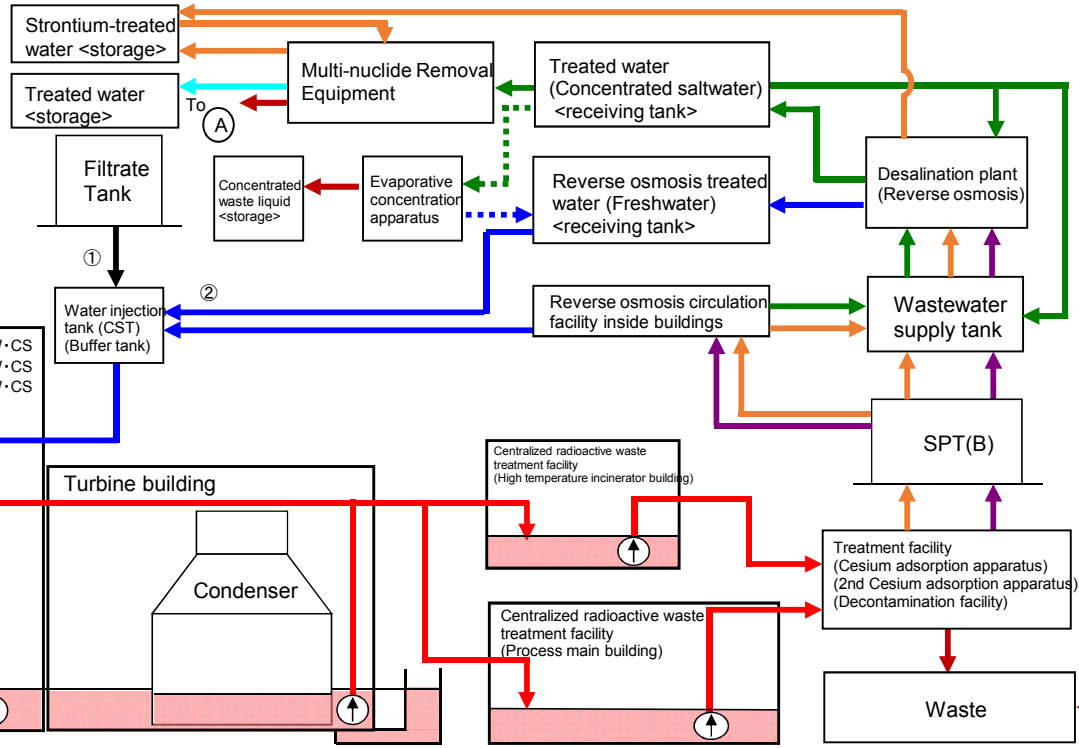 Strontium-treated
water <storage>
Treated water
<storage>
To
A
Multi-nuclide Removal
Equipment
Treated water
(Concentrated saltwater)
<receiving tank>
Filtrate
Tank
Concentrated
waste liquid
<storage>
Evaporative
concentration
apparatus
Reverse osmosis treated
water (Freshwater)
<receiving tank>
Desalination plant
(Reverse osmosis)
①
②
Water injection
tank (CST)
(Buffer tank)
Reverse osmosis circulation
facility inside buildings
Wastewater
supply tank
・CS
・CS
・CS
SPT(B)
Turbine building
Condenser
Centralized radioactive waste
treatment facility
(High temperature incinerator building)
Centralized radioactive waste
treatment facility
(Process main building)
Treatment facility
(Cesium adsorption apparatus)
(2nd Cesium adsorption apparatus)
(Decontamination facility)
Waste